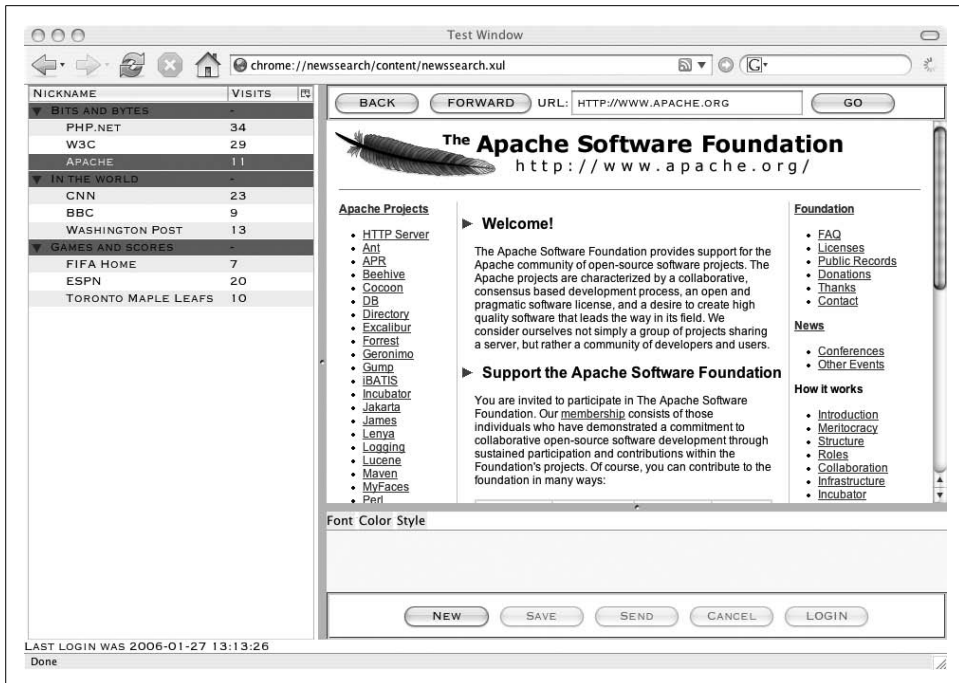 Test Window
chrome://newssearch/content/newssearch.xul
G
NICKNAME VISITS
BITS AND BYTES -
PHP.NET 34
W3C 29
APACHE 11
IN THE WORLD -
CNN 23
BBC 9
WASHINGTON POST 13
GAMES AND SCORES -
FIFA HOME 7
ESPN 20
TORONTO MAPLE LEAFS 10
BACK FORWARD URL: HTTP://WWW.APACHE.ORG GO
The Apache Software Foundation
http://www.apache.org/
Apache Projects
HTTP Server
Ant
APR
Beehive
Cocoon
DB
Directory
Excalibur
Forrest
Geronimo
Gump
iBATIS
Incubator
Jakarta
James
Lenya
Logging
Lucene
Maven
MyFaces
Perl
Welcome!
The Apache Software Foundation provides support for the
Apache community of open-source software projects. The
Apache projects are characterized by a collaborative,
consensus based development process, an open and
pragmatic software license, and a desire to create high
quality software that leads the way in its field. We
consider ourselves not simply a group of projects sharing
a server, but rather a community of developers and users.
Support the Apache Software Foundation
You are invited to participate in The Apache Software
Foundation. Our membership consists of those
individuals who have demonstrated a commitment to
collaborative open-source software development through
sustained participation and contributions within the
Foundation's projects. Of course, you can contribute to the
foundation in many ways:
Foundation
FAQ
Licenses
Public Records
Donations
Thanks
Contact
News
Conferences
Other Events
How it works
Introduction
Meritocracy
Structure
Roles
Collaboration
Infrastructure
Incubator
Font Color Style
NEW SAVE SEND CANCEL LOGIN
LAST LOGIN WAS 2006-01-27 13:13:26
Done